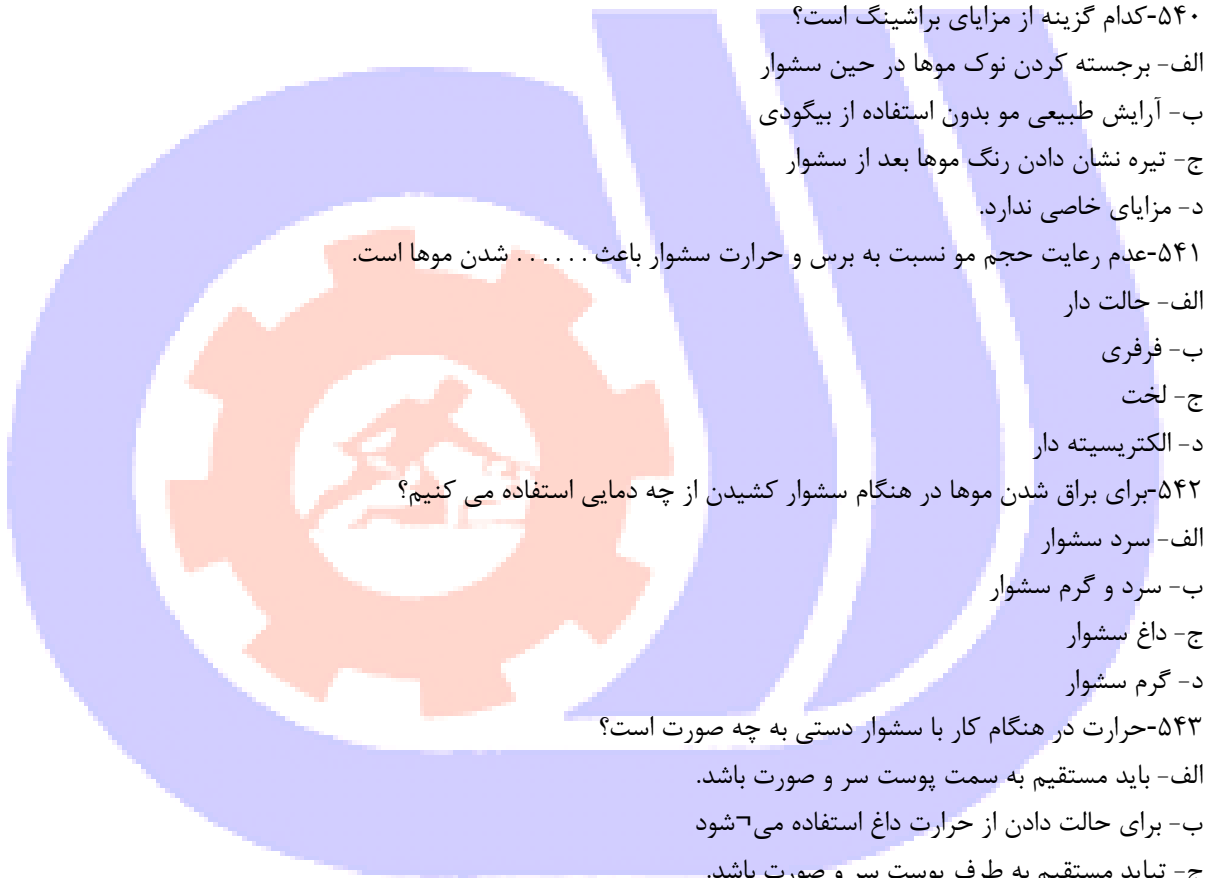 ۵۴۰-کدام گزینه از مزایای براشینگ است؟
الف- برجسته کردن نوک موها در حین سشوار
ب- آرایش طبیعی مو بدون استفاده از بیگودی
ج- تیره نشان دادن رنگ موها بعد از سشوار
د- مزایای خاصی ندارد.
۵۴۱-عدم رعایت حجم مو نسبت به برس و حرارت سشوار باعث . . . . . . شدن موها است.
الف- حالت دار
ب- فرفری
ج- لخت
د- الکتریسیته دار
۵۴۲-برای براق شدن موها در هنگام سشوار کشیدن از چه دمایی استفاده می کنیم؟
الف- سرد سشوار
ب- سرد و گرم سشوار
ج- داغ سشوار
د- گرم سشوار
۵۴۳-حرارت در هنگام کار با سشوار دستی به چه صورت است؟
الف- باید مستقیم به سمت پوست سر و صورت باشد.
ب- برای حالت دادن از حرارت داغ استفاده می¬شود
ج- نباید مستقیم به طرف پوست سر و صورت باشد.